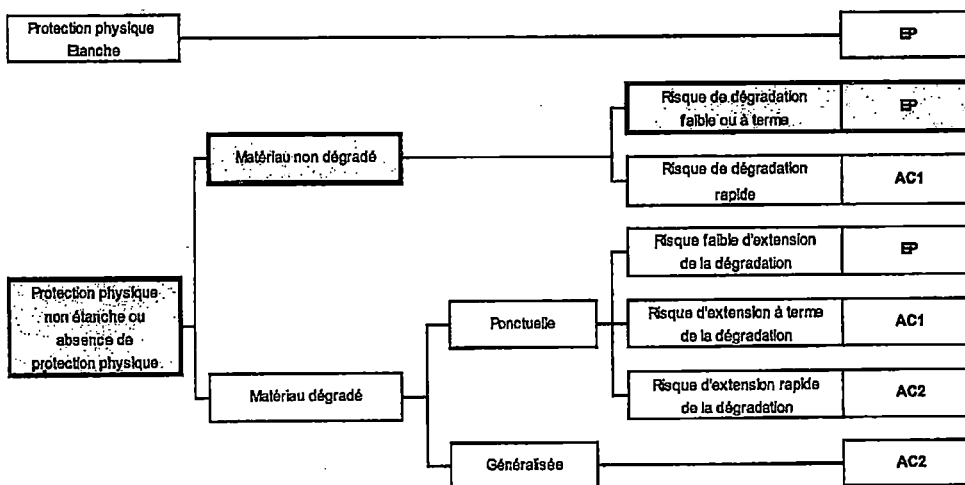 Protection physique
Etanche
EP
Risque de dégradation
faible ou à terme
EP
Matériau non dégradé
Risque de dégradation
rapide
AC1
Risque faible d'extension
de la dégradation
EP
Protection physique
non étanche ou
absence de
protection physique
Ponctuelle
Risque d'extension à terme
de la dégradation
AC1
Matériau dégradé
Risque d'extension rapide
de la dégradation
AC2
Généralisée
AC2